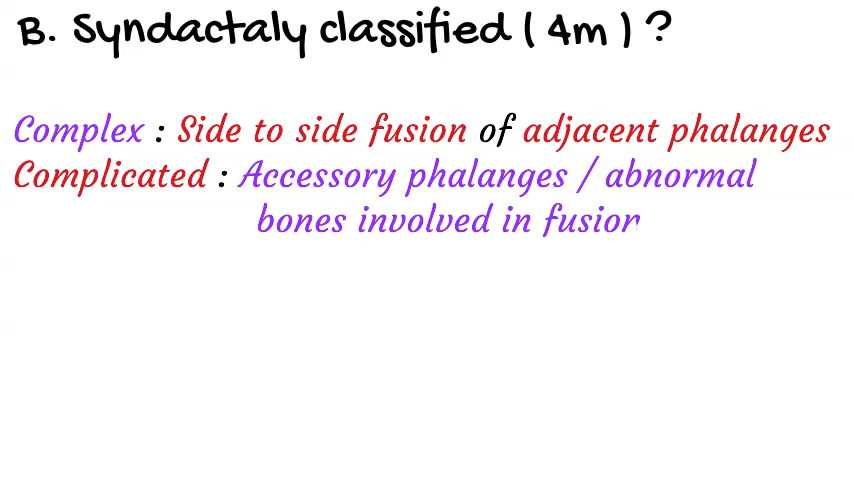 B. Syndactaly classified ( 4m ) ?
Complex : Side to side fusion of adjacent phalanges
Complicated : Accessory phalanges / abnormal
bones involved in fusion